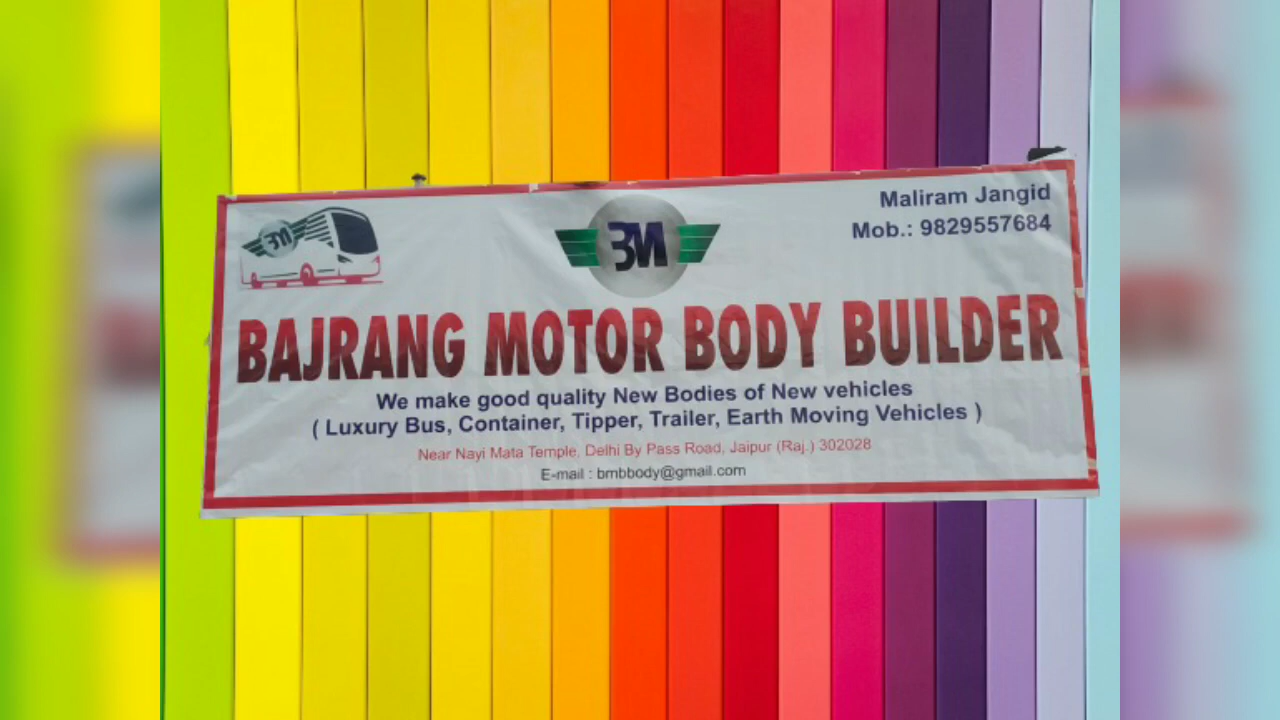 Maliram Jangid
Mob.: 9829557684
BM
BM
BAJRANG MOTOR BODY BUILDER
We make good quality New Bodies of New vehicles
( Luxury Bus, Container, Tipper, Trailer, Earth Moving Vehicles )
Near Nayi Mata Temple, Delhi By Pass Road, Jaipur (Raj.) 302028
E-mail : bmbbody@gmail.com